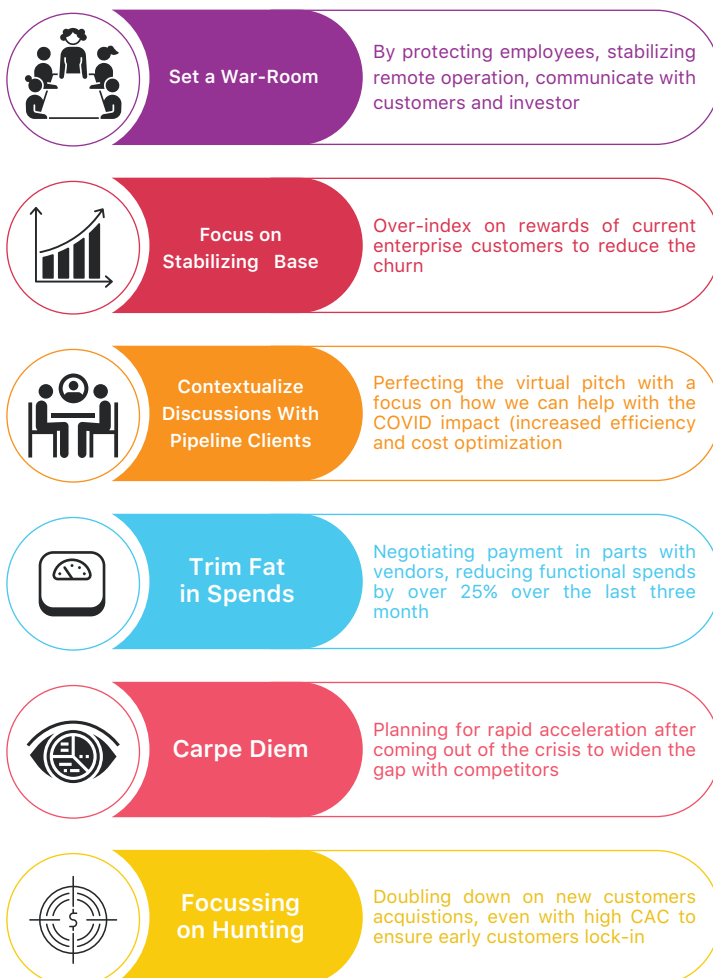 Set a War-Room
By protecting employees, stabilizing
remote operation, communicate with
customers and investor
Focus on
Stabilizing Base
Over-index on rewards of current
enterprise customers to reduce the
churn
Contextualize
Discussions With
Pipeline Clients
Perfecting the virtual pitch with a
focus on how we can help with the
COVID impact (increased efficiency
and cost optimization
Trim Fat
in Spends
Negotiating payment in parts with
vendors, reducing functional spends
by over 25% over the last three
month
Carpe Diem
Planning for rapid acceleration after
coming out of the crisis to widen the
gap with competitors
$
Focussing
on Hunting
Doubling down on new customers
acquistions, even with high CAC to
ensure early customers lock-in